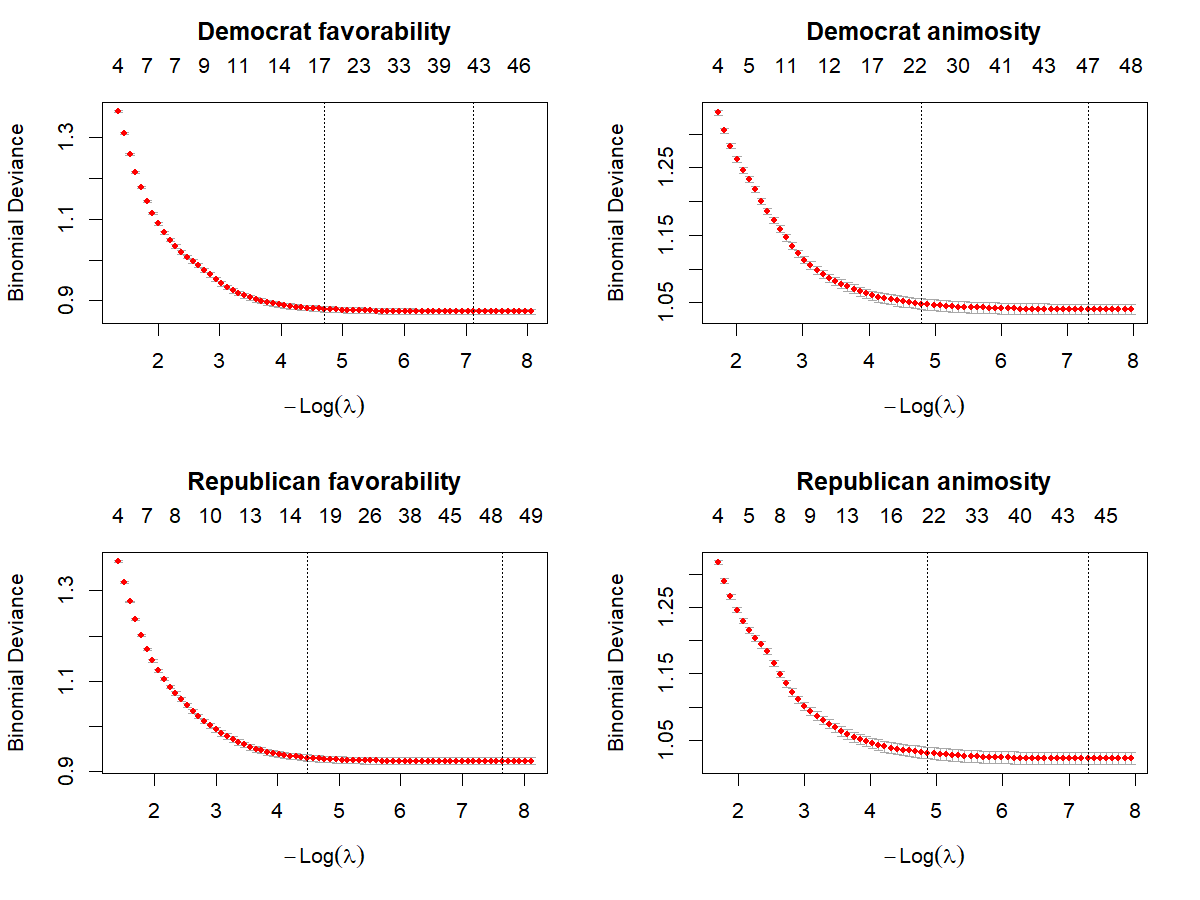 Democrat favorability
4 7 7 9 11 14 17 23 33 39 43 46
Binomial Deviance
1.3
1.1
0.9
2 3 4 5 6 7 8
−Log(λ)
Democrat animosity
4 5 11 12 17 22 30 41 43 47 48
Binomial Deviance
1.25
1.15
1.05
2 3 4 5 6 7 8
−Log(λ)
Republican favorability
4 7 8 10 13 14 19 26 38 45 48 49
Binomial Deviance
1.3
1.1
0.9
2 3 4 5 6 7 8
−Log(λ)
Republican animosity
4 5 8 9 13 16 22 33 40 43 45
Binomial Deviance
1.25
1.15
1.05
2 3 4 5 6 7 8
−Log(λ)